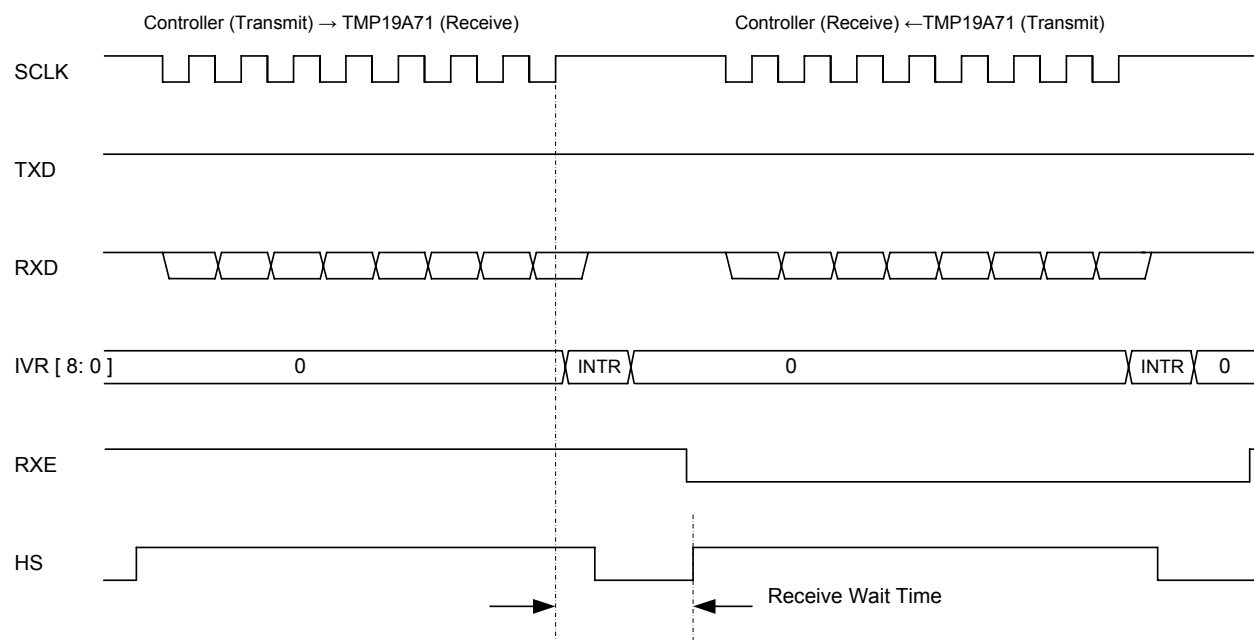 Controller (Transmit) → TMP19A71 (Receive)
Controller (Receive) ←TMP19A71 (Transmit)
SCLK
TXD
RXD
IVR [ 8: 0 ]
0
INTR
0
INTR
0
RXE
HS
Receive Wait Time